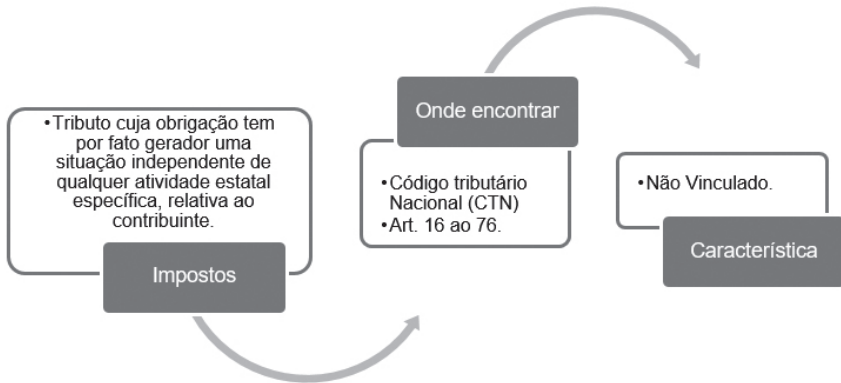 •Tributo cuja obrigação tem
por fato gerador uma
situação independente de
qualquer atividade estatal
específica, relativa ao
contribuinte.
Impostos
Onde encontrar
•Código tributário
Nacional (CTN)
•Art. 16 ao 76.
•Não Vinculado.
Característica